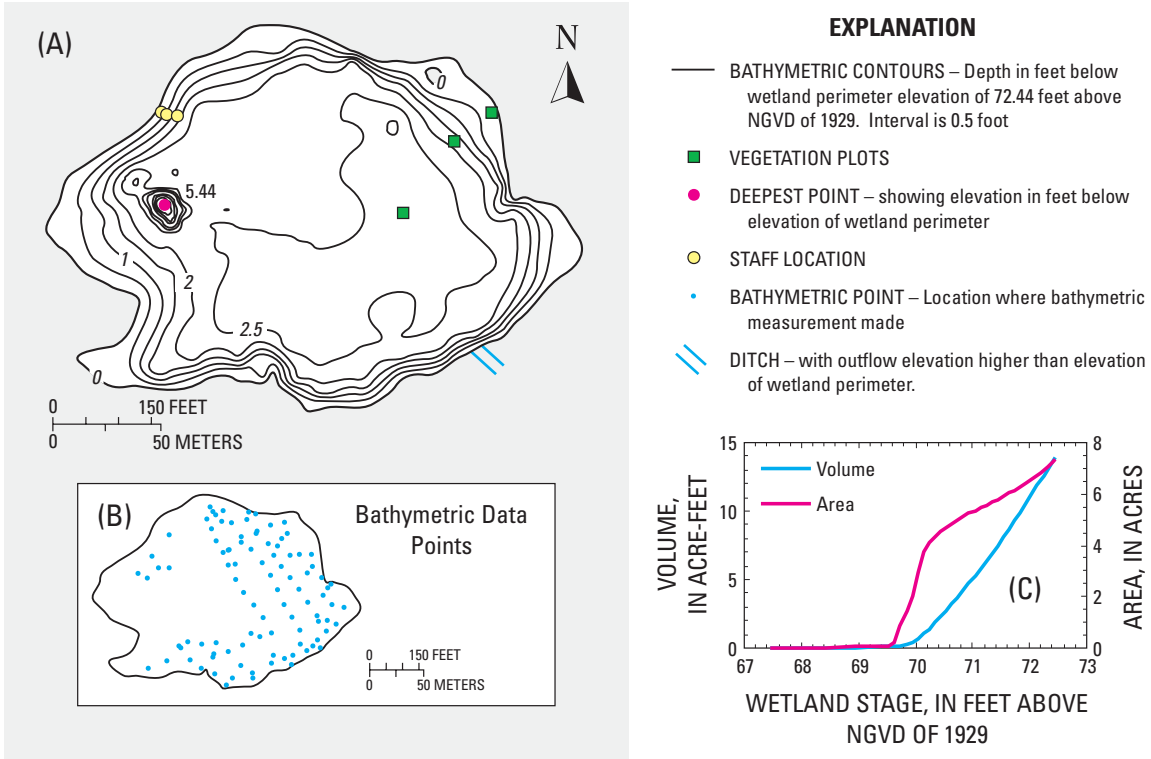 (A)
N
0
5.44
1
2
2.5
0
0 150 FEET
0 50 METERS
(B)
Bathymetric Data
Points
0 150 FEET
0 50 METERS
EXPLANATION
BATHYMETRIC CONTOURS – Depth in feet below
wetland perimeter elevation of 72.44 feet above
NGVD of 1929. Interval is 0.5 foot
VEGETATION PLOTS
DEEPEST POINT – showing elevation in feet below
elevation of wetland perimeter
STAFF LOCATION
BATHYMETRIC POINT – Location where bathymetric
measurement made
DITCH – with outflow elevation higher than elevation
of wetland perimeter.
15
10
5
0
VOLUME,
IN ACRE-FEET
Volume
Area
(C)
8
6
4
2
0
AREA, IN ACRES
67 68 69 70 71 72 73
WETLAND STAGE, IN FEET ABOVE
NGVD OF 1929